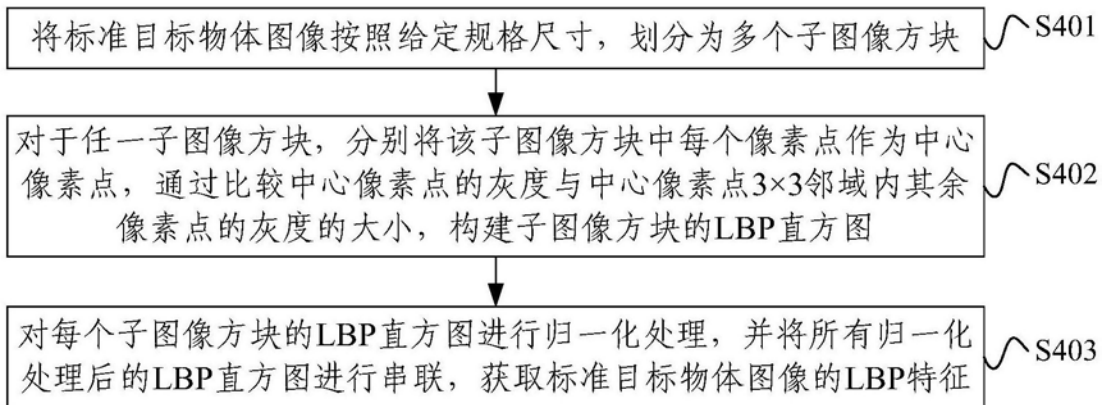 将标准目标物体图像按照给定规格尺寸，划分为多个子图像方块
S401
对于任一子图像方块，分别将该子图像方块中每个像素点作为中心
像素点，通过比较中心像素点的灰度与中心像素点3×3邻域内其余
像素点的灰度的大小，构建子图像方块的LBP直方图
S402
对每个子图像方块的LBP直方图进行归一化处理，并将所有归一化
处理后的LBP直方图进行串联，获取标准目标物体图像的LBP特征
S403